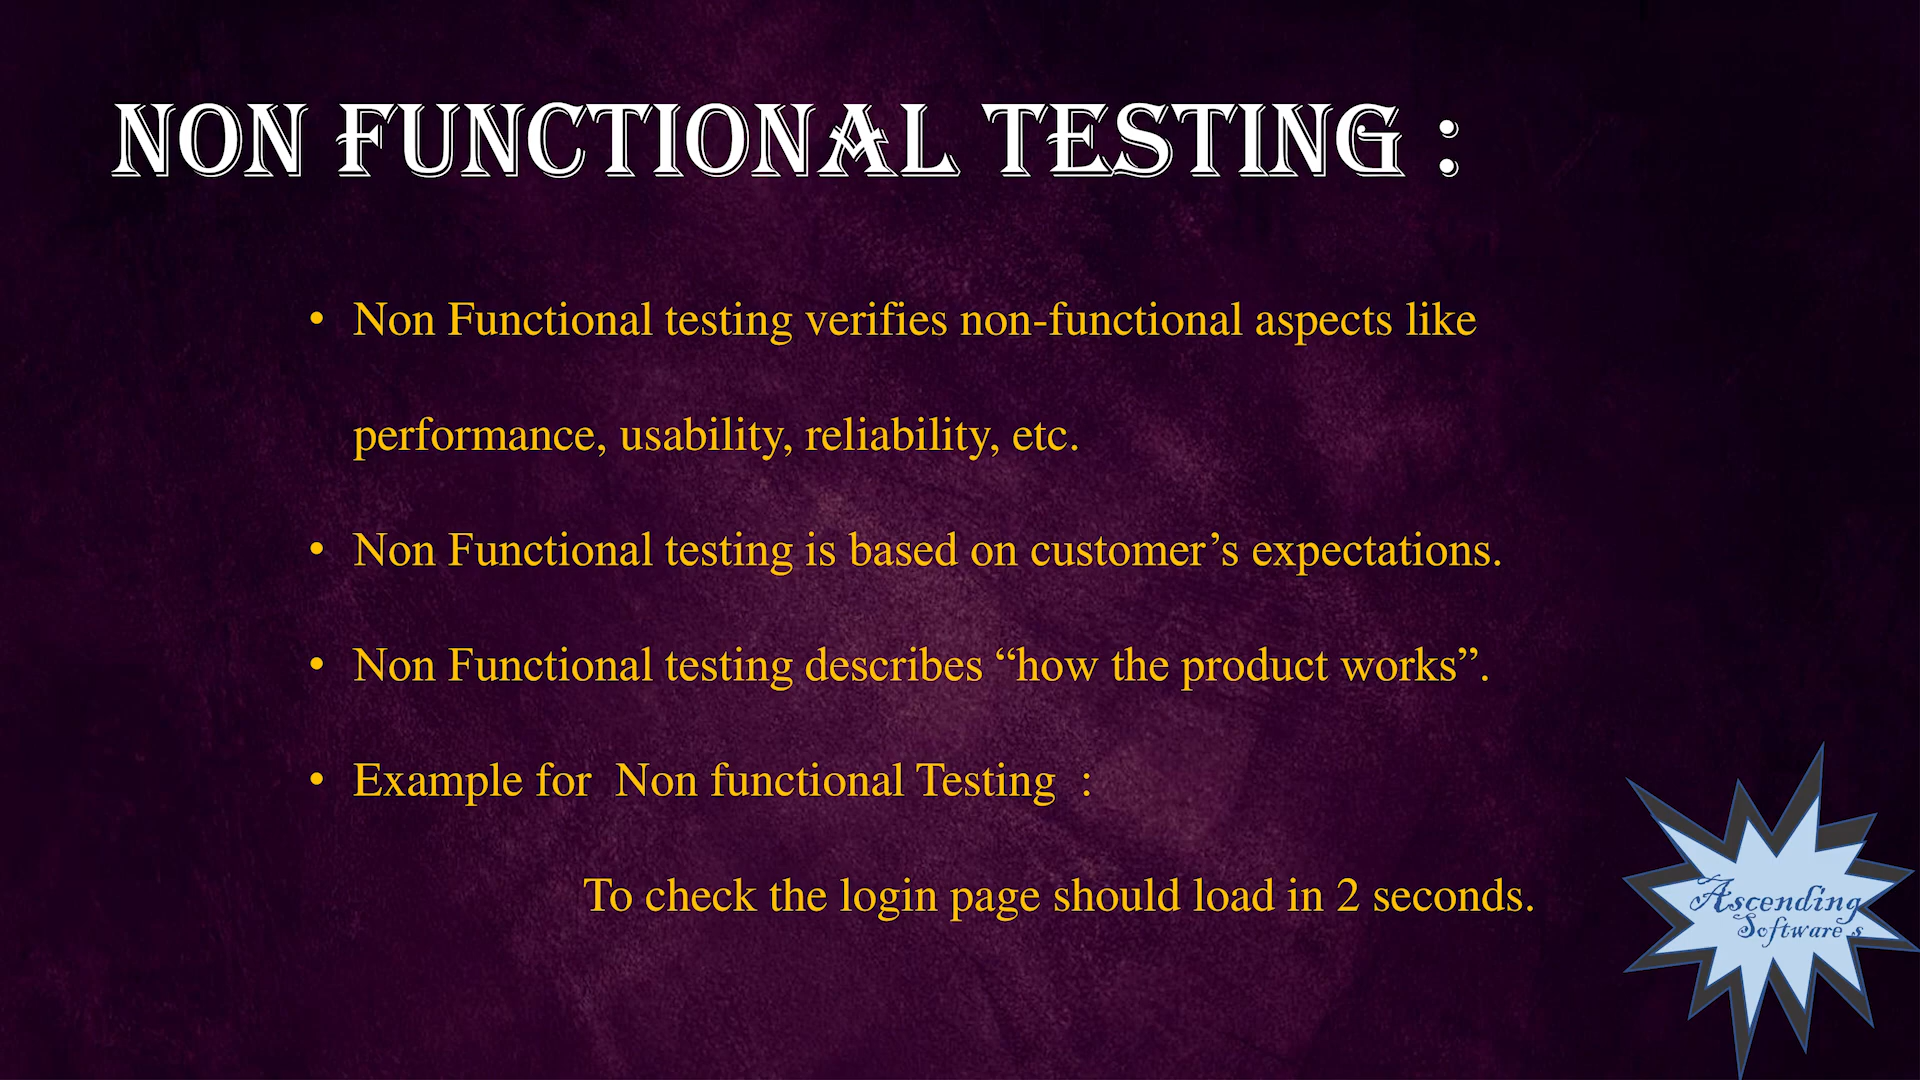 NON FUNCTIONAL TESTING :
• Non Functional testing verifies non-functional aspects like
performance, usability, reliability, etc.
• Non Functional testing is based on customer’s expectations.
• Non Functional testing describes “how the product works”.
• Example for  Non functional Testing  :
To check the login page should load in 2 seconds.
Ascending
Software s